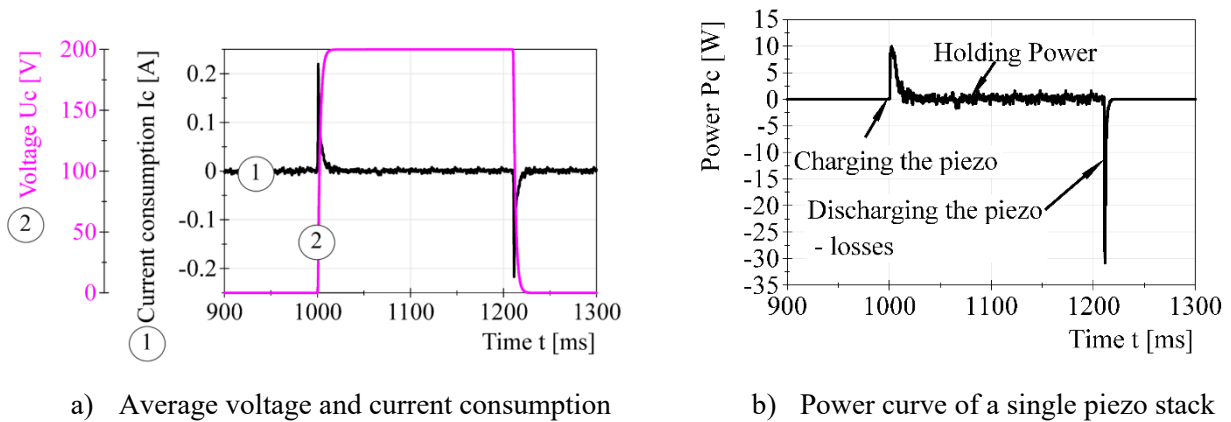 Voltage Uc [V]
2
200
150
100
50
0
Current consumption Ic [A]
1
0.2
0.1
0
-0.1
-0.2
1
2
900 1000 1100 1200 1300
Time t [ms]
a) Average voltage and current consumption
Power Pc [W]
15
10
5
0
-5
-10
-15
-20
-25
-30
-35
Holding Power
Charging the piezo
Discharging the piezo
- losses
900 1000 1100 1200 1300
Time t [ms]
b) Power curve of a single piezo stack